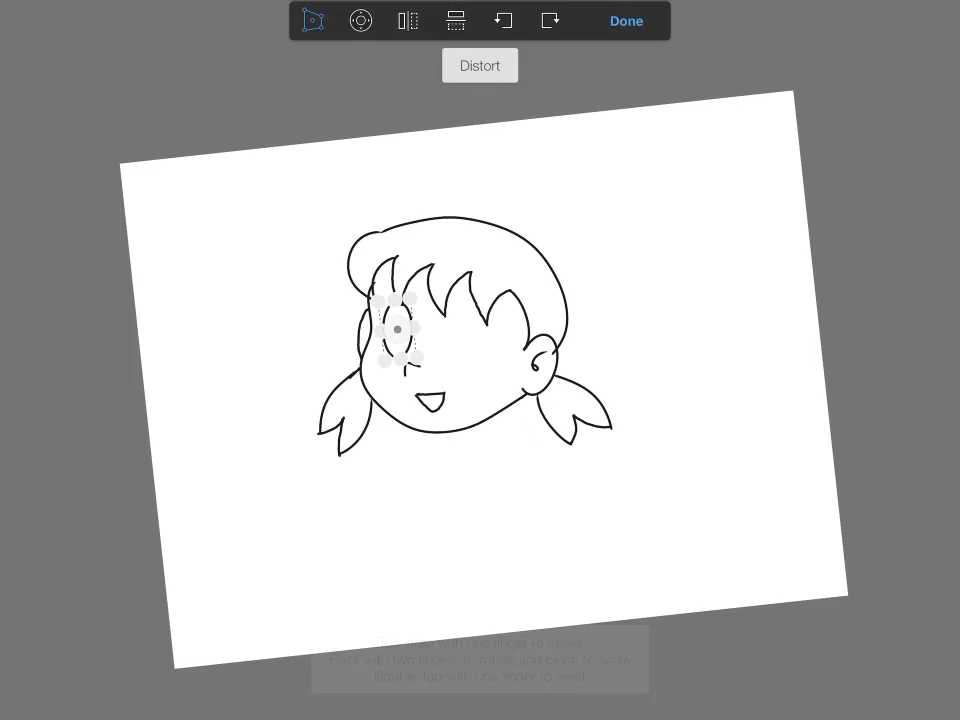 Done
Distort
Tap, drag with one finger to move
Pivot with two fingers to rotate and pinch to scale
Double-tap with one finger to reset